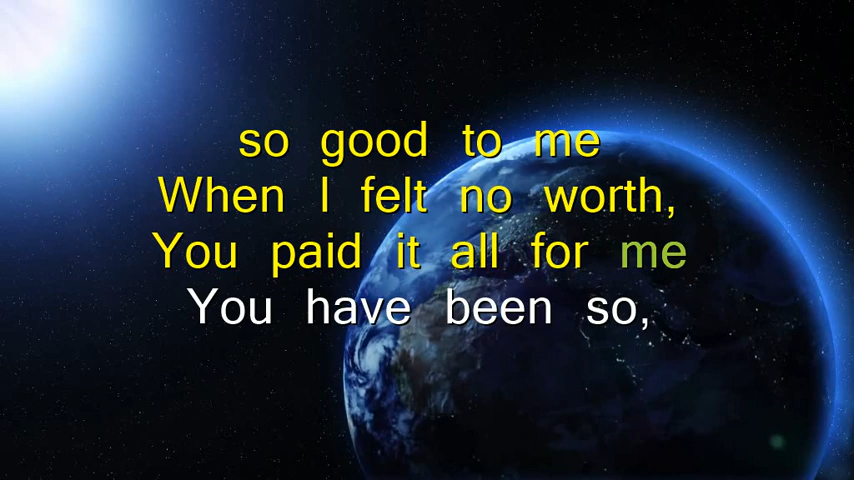 so good to me
When I felt no worth,
You paid it all for me
You have been so,